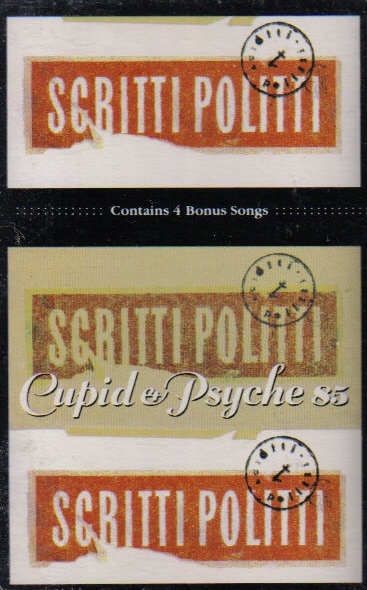 SCRITTI POLITTI
Contains 4 Bonus Songs
SCRITTI POLITTI
Cupid & Psyche 85
SCRITTI POLITTI